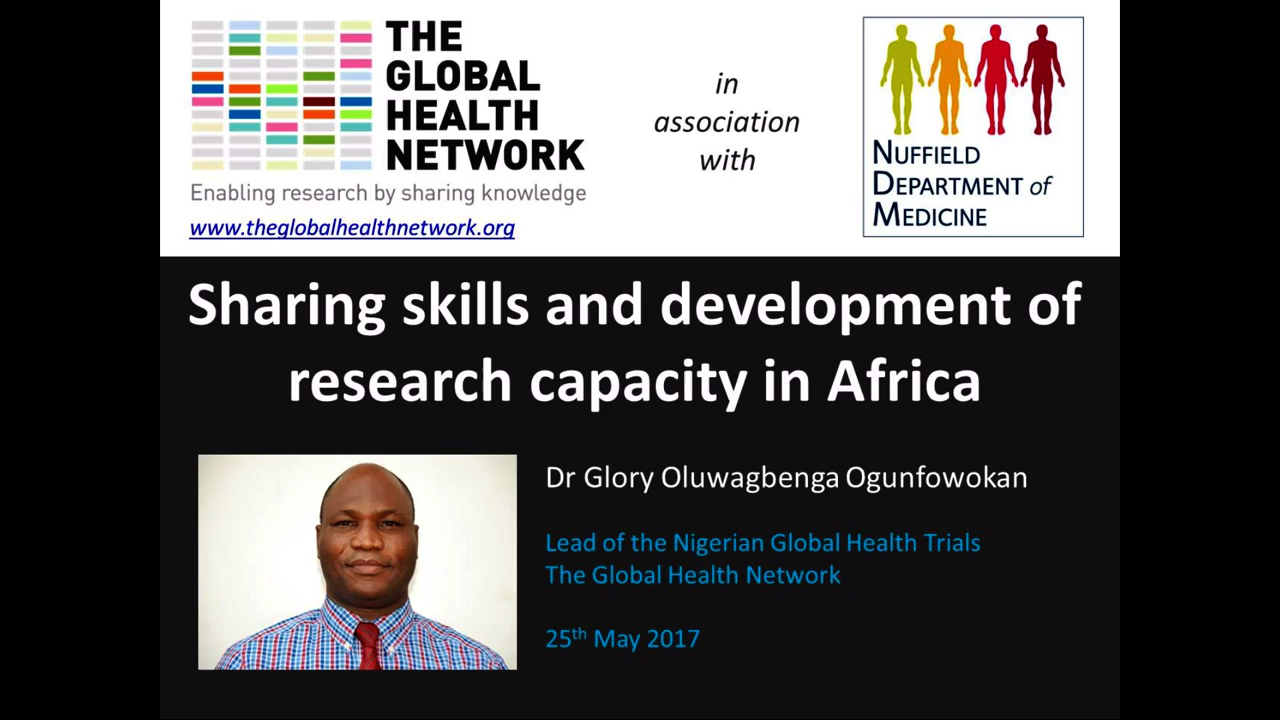 THE
GLOBAL
HEALTH
NETWORK
Enabling research by sharing knowledge
www.theglobalhealthnetwork.org
in
association
with
NUFFIELD
DEPARTMENT of
MEDICINE
Sharing skills and development of
research capacity in Africa
Dr Glory Oluwagbenga Ogunfowokan
Lead of the Nigerian Global Health Trials
The Global Health Network
25th May 2017